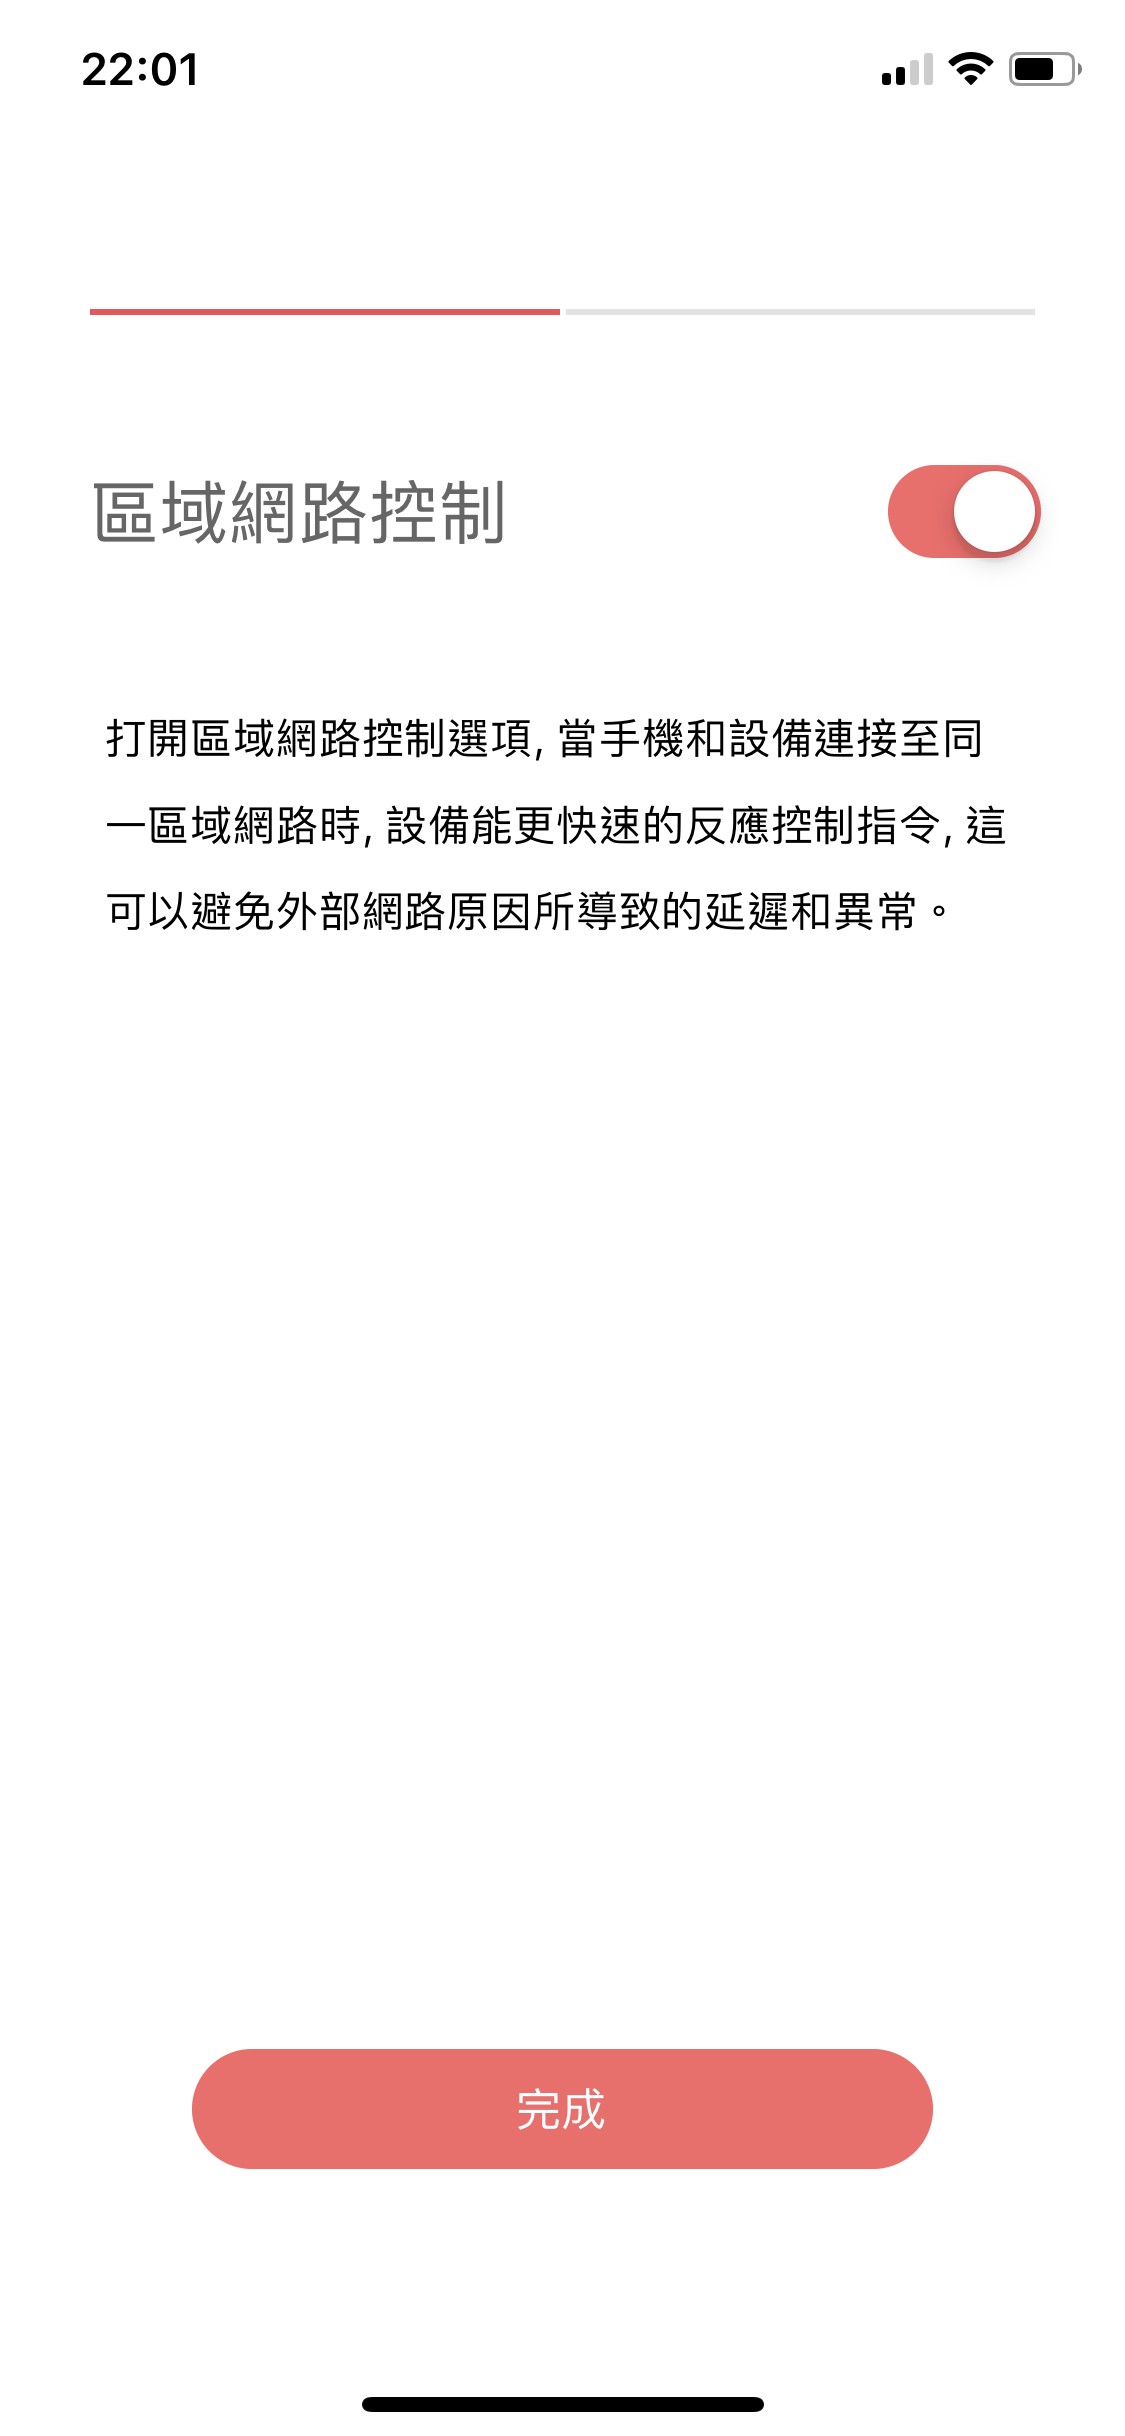 22:01
區域網路控制
打開區域網路控制選項, 當手機和設備連接至同
一區域網路時, 設備能更快速的反應控制指令, 這
可以避免外部網路原因所導致的延遲和異常。
完成